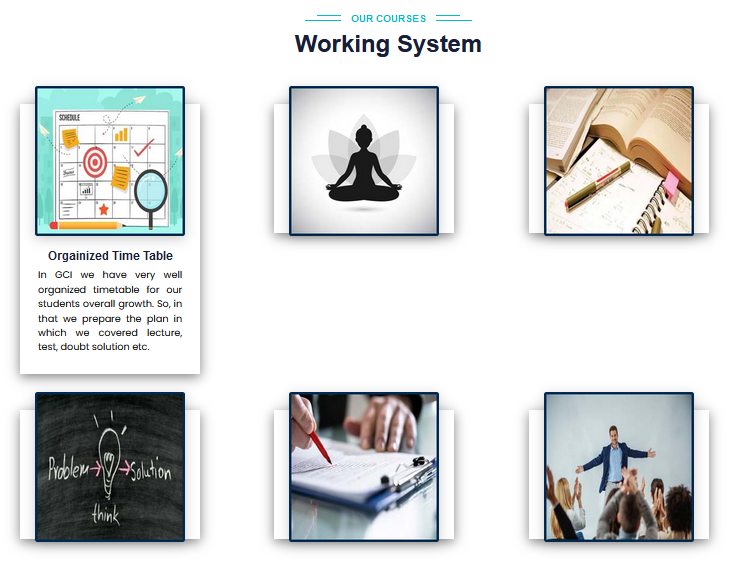 OUR COURSES
Working System
SCHEDULE
Orgainized Time Table
In GCI we have very well
organized timetable for our
students overall growth. So, in
that we prepare the plan in
which we covered lecture,
test, doubt solution etc.
Problem Solution
think